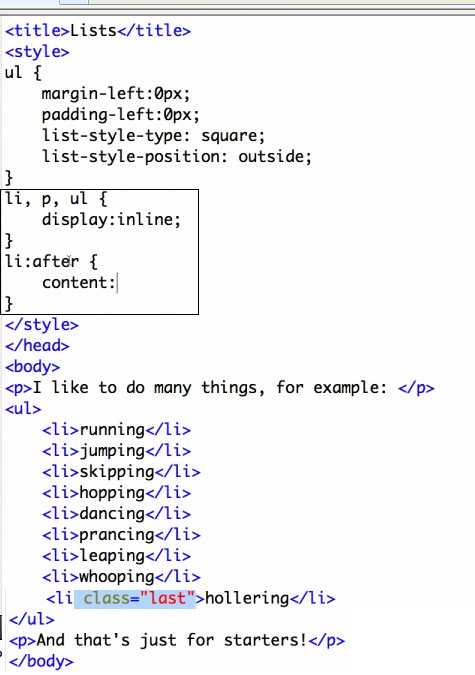 <title>Lists</title>
<style>
ul {
    margin-left:0px;
    padding-left:0px;
    list-style-type: square;
    list-style-position: outside;
}
li, p, ul {
    display:inline;
}
li:after {
    content:
}
</style>
</head>
<body>
<p>I like to do many things, for example: </p>
<ul>
    <li>running</li>
    <li>jumping</li>
    <li>skipping</li>
    <li>hopping</li>
    <li>dancing</li>
    <li>prancing</li>
    <li>leaping</li>
    <li>whooping</li>
    <li class="last">hollering</li>
</ul>
<p>And that's just for starters!</p>
</body>